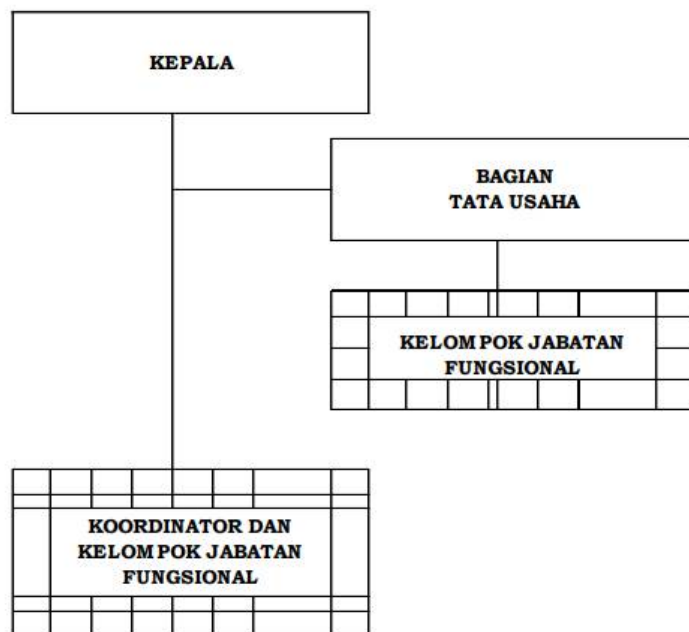 KEPALA
BAGIAN
TATA USAHA
KELOMPOK JABATAN
FUNGSIONAL
KOORDINATOR DAN
KELOMPOK JABATAN
FUNGSIONAL